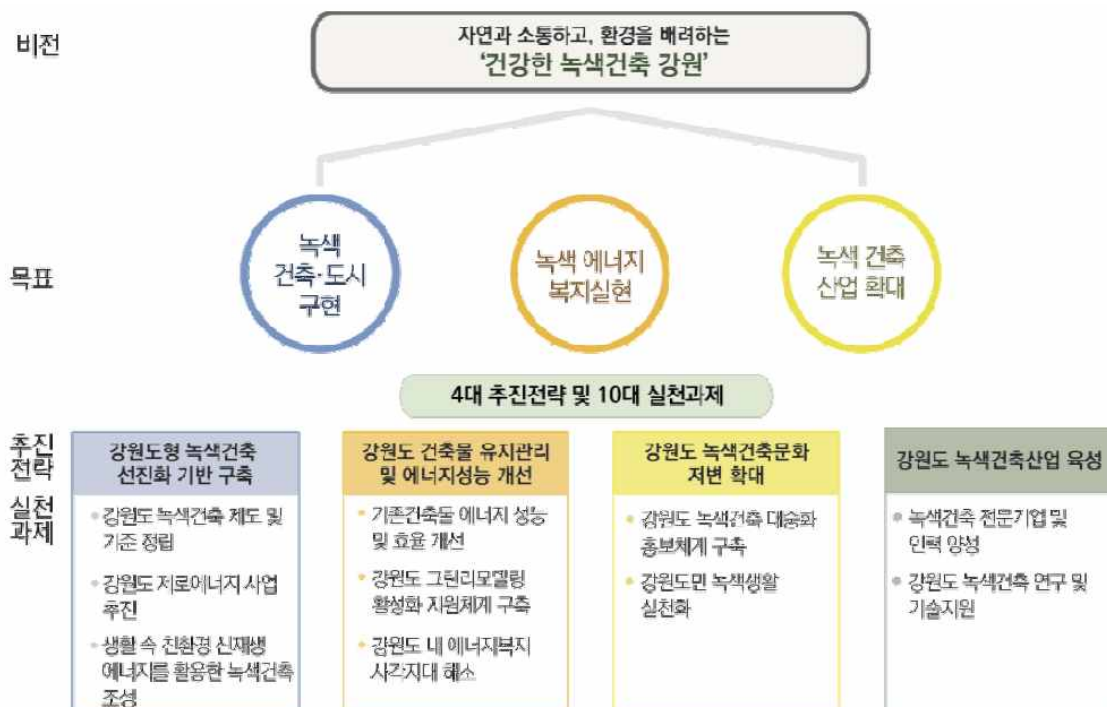 비전
자연과 소통하고, 환경을 배려하는
‘건강한 녹색건축 강원’
목표
녹색
건축·도시
구현
녹색 에너지
복지실현
녹색 건축
산업 확대
4대 추진전략 및 10대 실천과제
추진
전략
강원도형 녹색건축
선진화 기반 구축
강원도 건축물 유지관리
및 에너지성능 개선
강원도 녹색건축문화
저변 확대
강원도 녹색건축산업 육성
실천
과제
• 강원도 녹색건축 제도 및
기준 정립
• 강원도 제로에너지 사업
추진
• 생활 속 친환경 신재생
에너지를 활용한 녹색건축
조성
• 기존건축물 에너지 성능
및 효율 개선
• 강원도 그린리모델링
활성화 지원체계 구축
• 강원도 내 에너지복지
사각지대 해소
• 강원도 녹색건축 대중화
홍보체계 구축
• 강원도민 녹색생활
실천화
• 녹색건축 전문기업 및
인력 양성
• 강원도 녹색건축 연구 및
기술지원